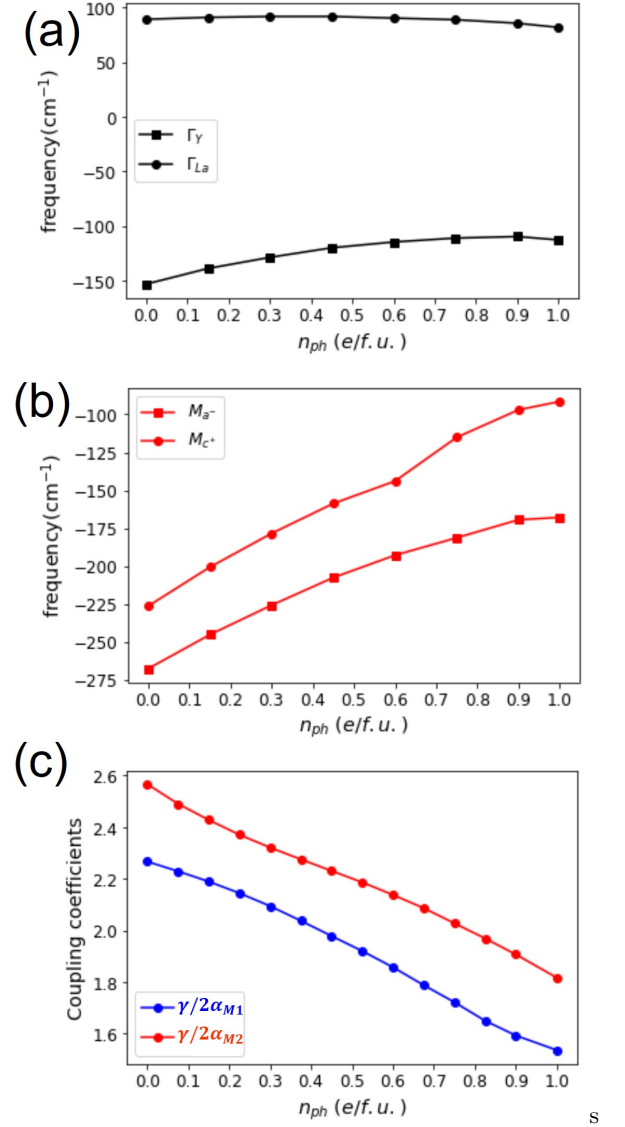 (a)
frequency(cm⁻¹)
100
50
0
−50
−100
−150
Γ_Y
Γ_La
0.0 0.1 0.2 0.3 0.4 0.5 0.6 0.7 0.8 0.9 1.0
n_ph (e/f.u.)
(b)
frequency(cm⁻¹)
−100
−125
−150
−175
−200
−225
−250
−275
M_a⁻
M_c⁺
0.0 0.1 0.2 0.3 0.4 0.5 0.6 0.7 0.8 0.9 1.0
n_ph (e/f.u.)
(c)
Coupling coefficients
2.6
2.4
2.2
2.0
1.8
1.6
γ/2α_M1
γ/2α_M2
0.0 0.1 0.2 0.3 0.4 0.5 0.6 0.7 0.8 0.9 1.0
n_ph (e/f.u.)
s